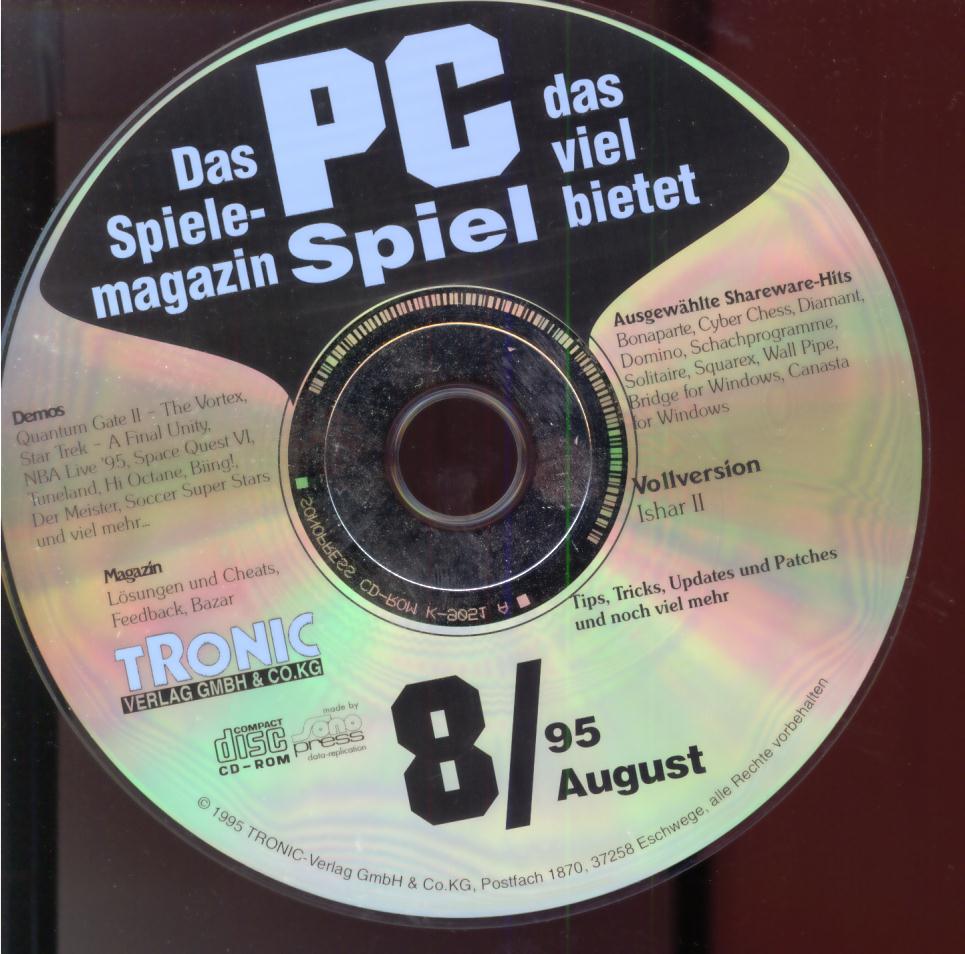 Das
Spiele-
magazin
PC
Spiel
das
viel
bietet
Ausgewählte Shareware-Hits
Bonaparte, Cyber Chess, Diamant,
Domino, Schachprogramme,
Solitaire, Squarex, Wall Pipe,
Bridge for Windows, Canasta
for Windows
Demos
Quantum Gate II - The Vortex,
Star Trek - A Final Unity,
NBA Live '95, Space Quest VI,
Tuneland, Hi Octane, Biing!,
Der Meister, Soccer Super Stars
und viel mehr...
Vollversion
Ishar II
Magazin
Lösungen und Cheats,
Feedback, Bazar
Tips, Tricks, Updates und Patches
und noch viel mehr
SONOPRESS CD-ROM K-3051 A
TRONIC
VERLAG GMBH & CO.KG
COMPACT
disc
CD-ROM
made by
sono
press
data-replication
8/
95
August
© 1995 TRONIC-Verlag GmbH & Co.KG, Postfach 1870, 37258 Eschwege, alle Rechte vorbehalten